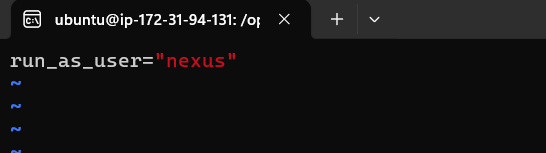 ubuntu@ip-172-31-94-131: /op
run_as_user="nexus"
~
~
~
~